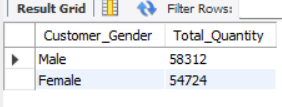 Result Grid Filter Rows:
Customer_Gender Total_Quantity
Male 58312
Female 54724